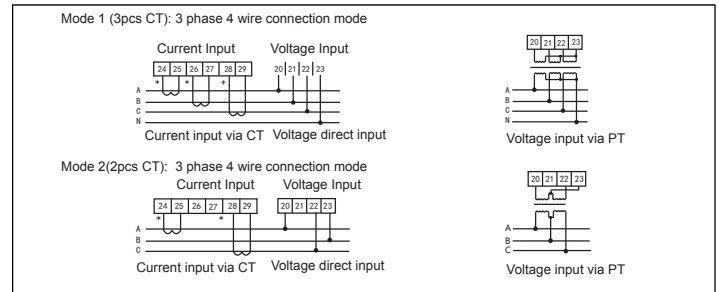 Mode 1 (3pcs CT): 3 phase 4 wire connection mode
Current Input Voltage Input
24 25 26 27 28 29 20 21 22 23 20 21 22 23
* * *
A A
B B
C C
N N
Current input via CT Voltage direct input Voltage input via PT
Mode 2(2pcs CT): 3 phase 4 wire connection mode
Current Input Voltage Input
24 25 26 27 28 29 20 21 22 23 20 21 22 23
* *
A A
B B
C C
Current input via CT Voltage direct input Voltage input via PT